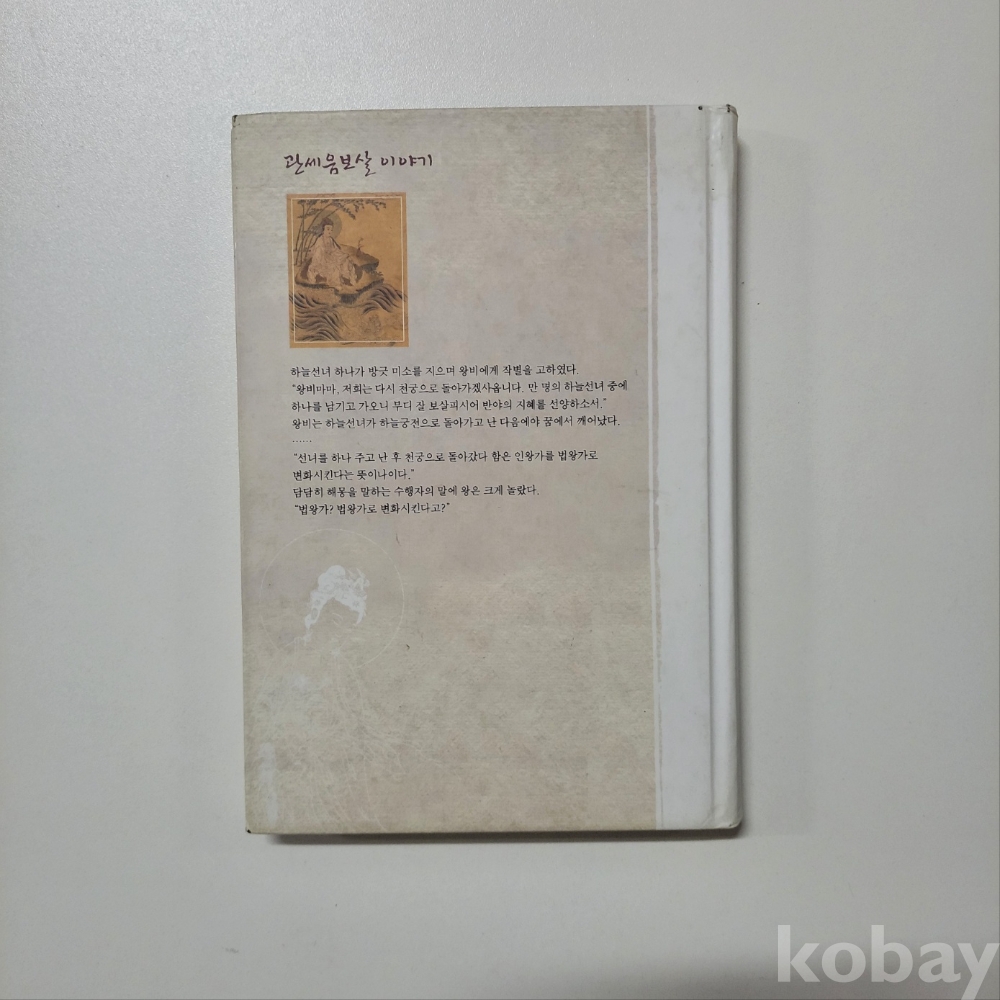 관세음보살 이야기
하늘선녀 하나가 방긋 미소를 지으며 왕비에게 작별을 고하였다.
"왕비마마, 저희는 다시 천궁으로 돌아가겠사옵니다. 만 명의 하늘선녀 중에
하나를 남기고 가오니 부디 잘 보살피시어 반야의 지혜를 선양하소서."
왕비는 하늘선녀가 하늘궁전으로 돌아가고 난 다음에야 꿈에서 깨어났다.
……
"선녀를 하나 주고 난 후 천궁으로 돌아갔다 함은 인왕가를 법왕가로
변화시킨다는 뜻이나이다."
담담히 해몽을 말하는 수행자의 말에 왕은 크게 놀랐다.
"법왕가? 법왕가로 변화시킨다고?"
kobay